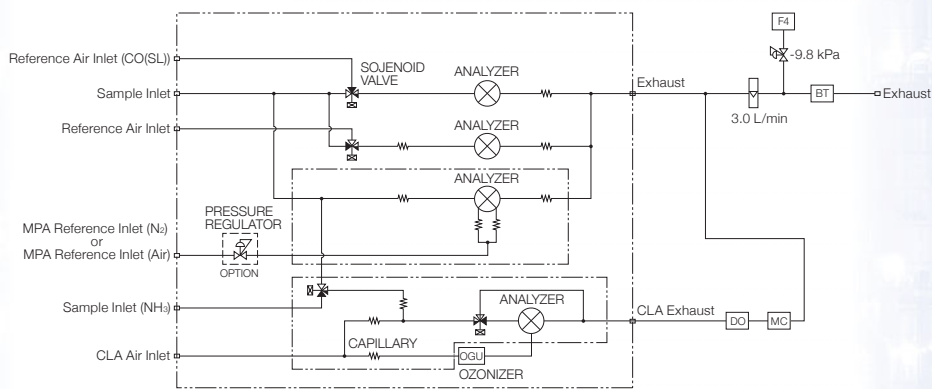 F4
Reference Air Inlet (CO(SL))
-9.8 kPa
SOJENOID
VALVE
ANALYZER
Exhaust
Sample Inlet
BT
Exhaust
3.0 L/min
Reference Air Inlet
ANALYZER
ANALYZER
PRESSURE
REGULATOR
MPA Reference Inlet (N₂)
or
MPA Reference Inlet (Air)
OPTION
Sample Inlet (NH₃)
ANALYZER
CLA Exhaust
DO
MC
CAPILLARY
CLA Air Inlet
OGU
OZONIZER